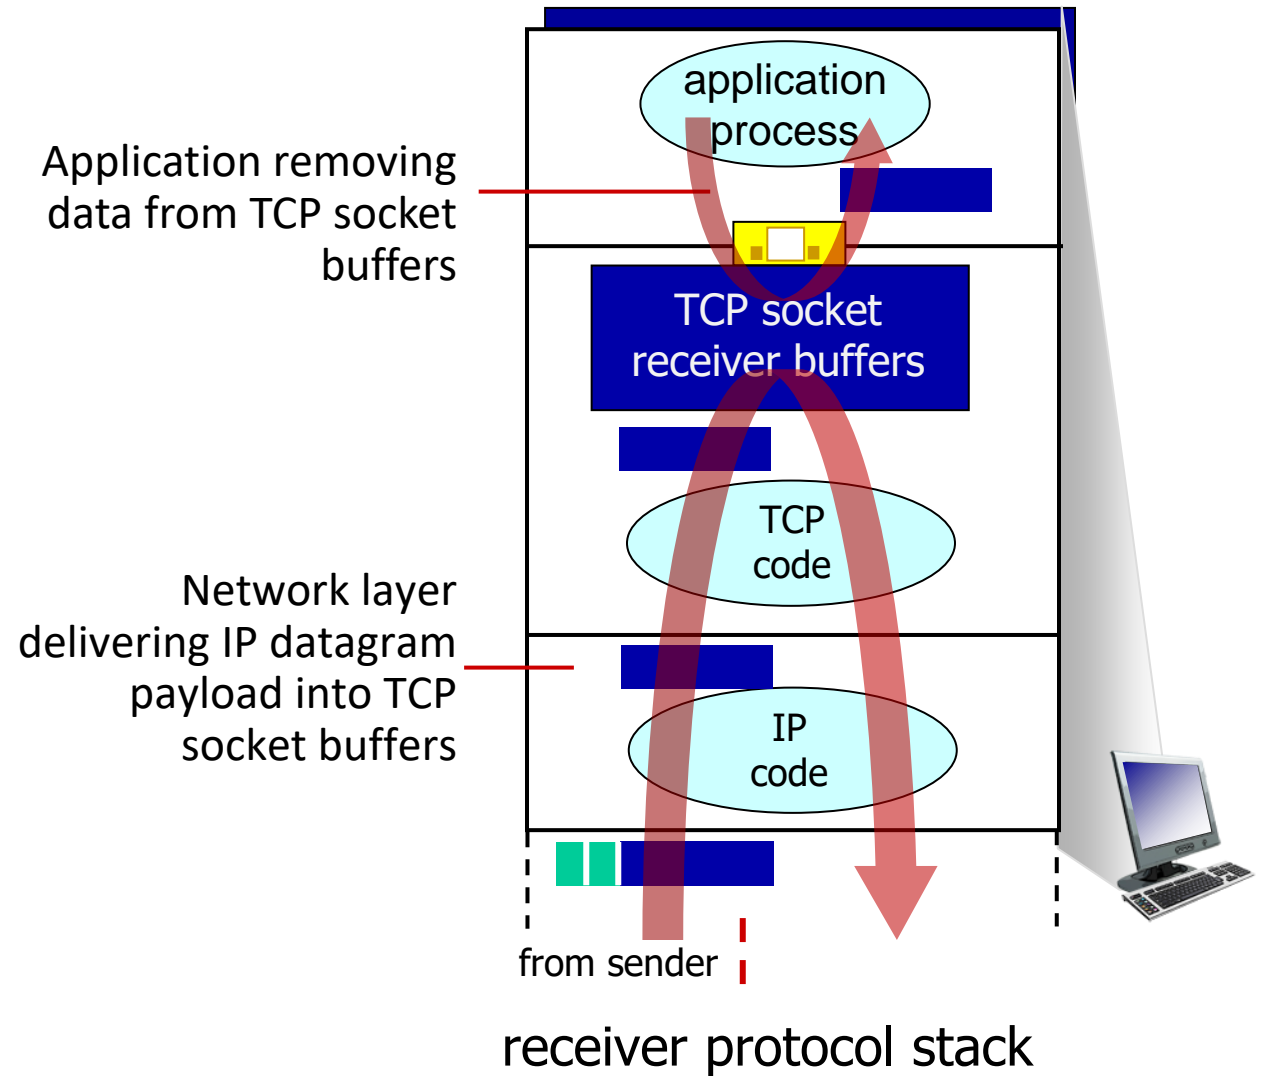 application
process
Application removing
data from TCP socket
buffers
TCP socket
receiver buffers
TCP
code
Network layer
delivering IP datagram
payload into TCP
socket buffers
IP
code
from sender
receiver protocol stack